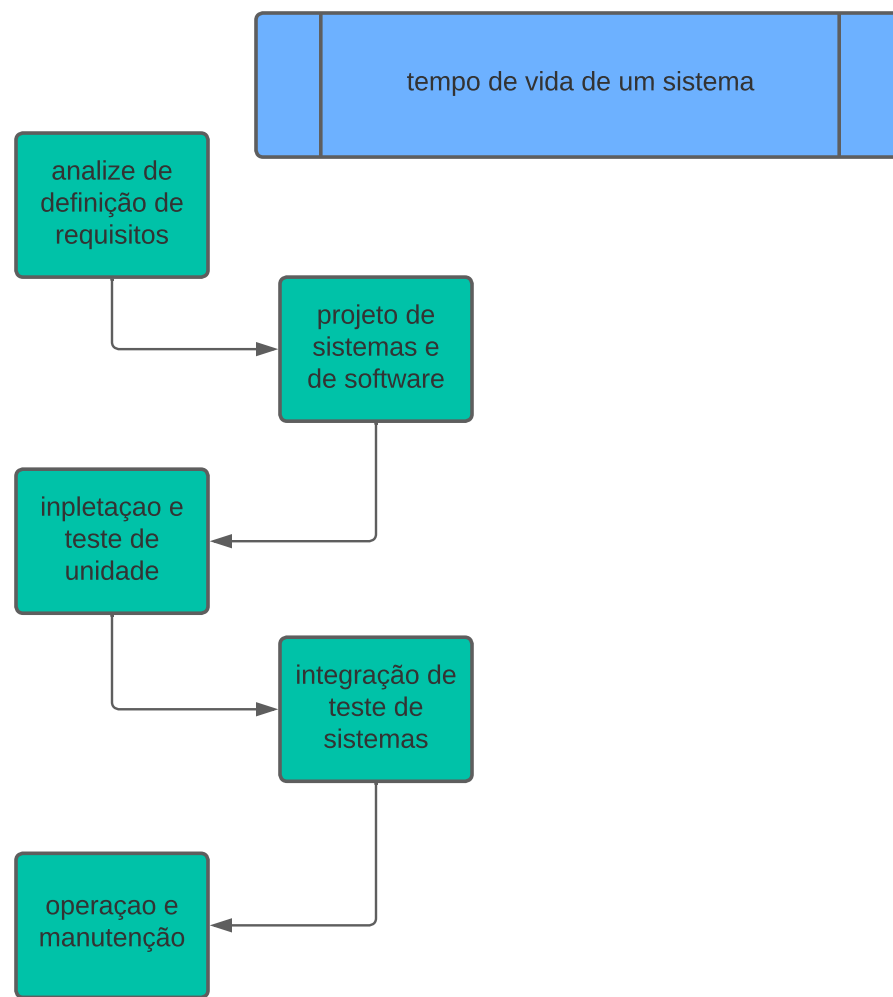 tempo de vida de um sistema
analize de
definição de
requisitos
projeto de
sistemas e
de software
inpletaçao e
teste de
unidade
integração de
teste de
sistemas
operaçao e
manutenção